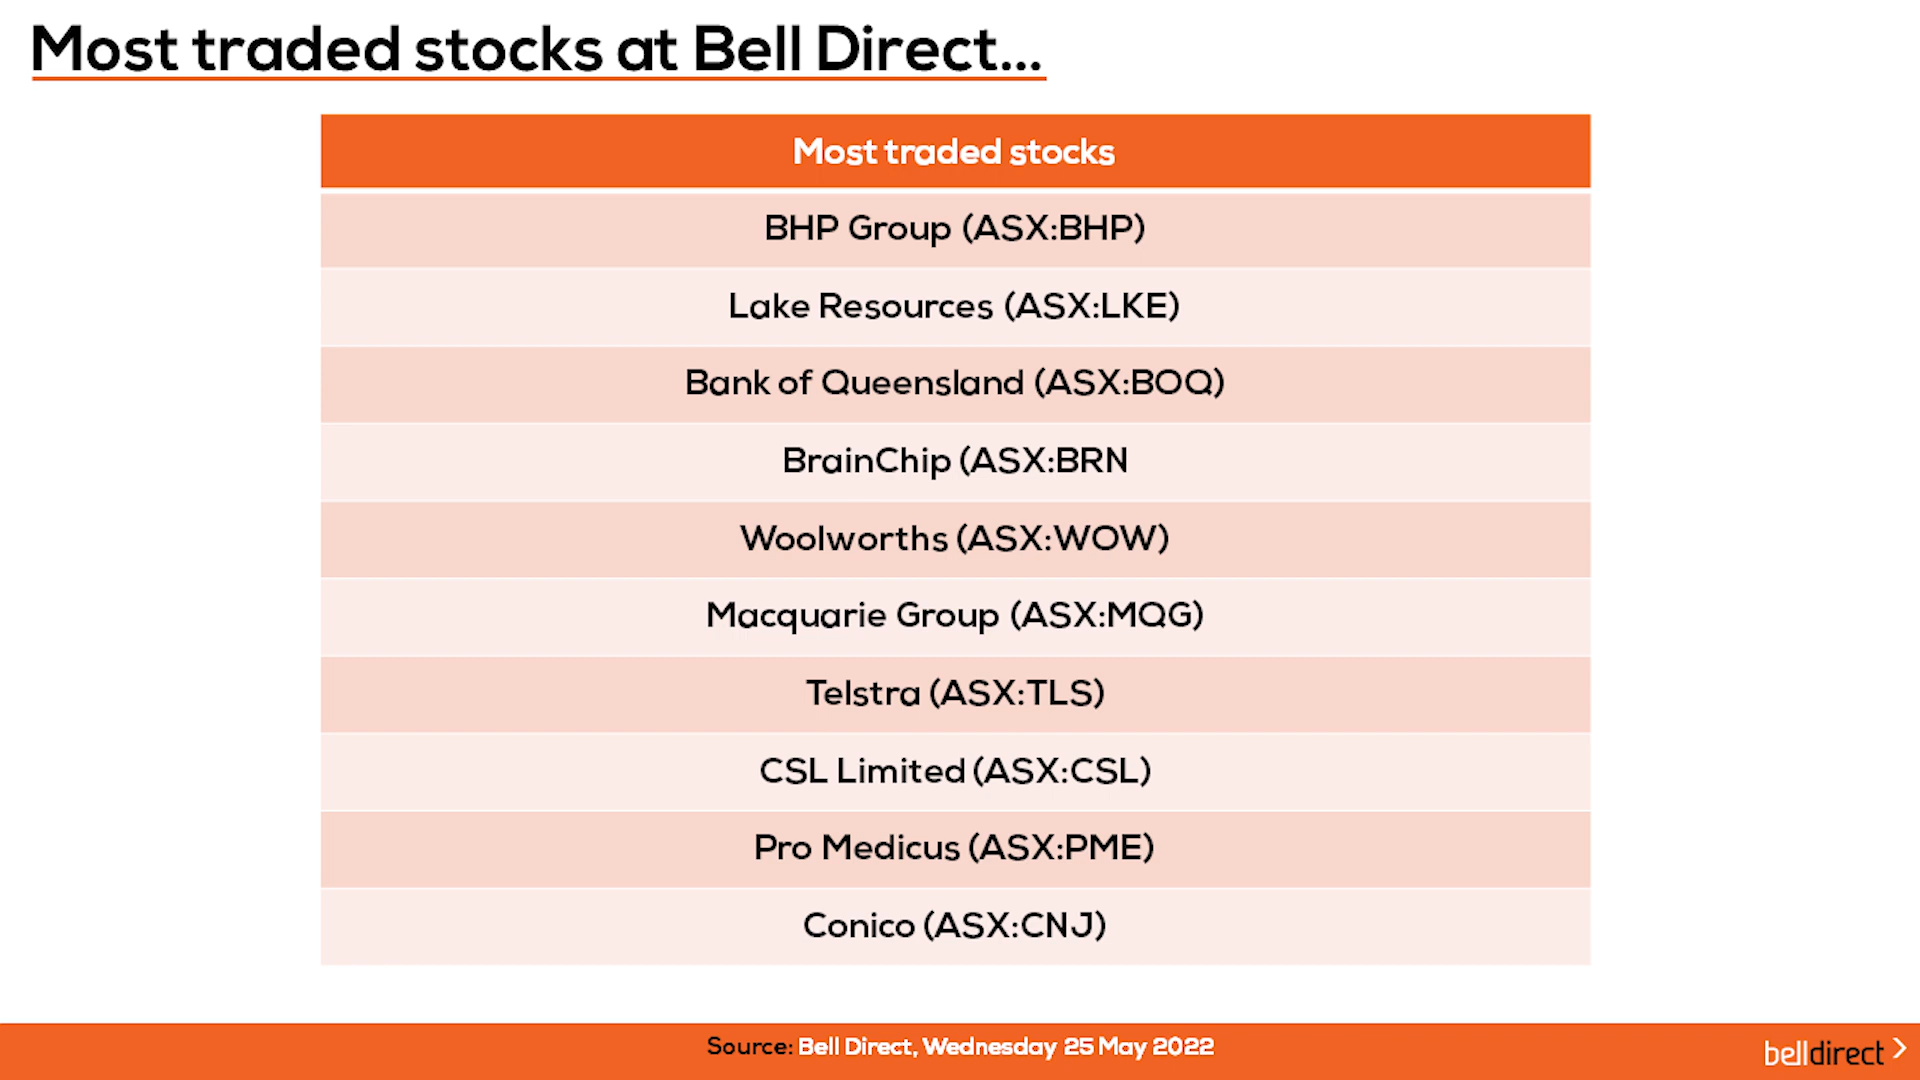 Most traded stocks at Bell Direct...
Most traded stocks
BHP Group (ASX:BHP)
Lake Resources (ASX:LKE)
Bank of Queensland (ASX:BOQ)
BrainChip (ASX:BRN
Woolworths (ASX:WOW)
Macquarie Group (ASX:MQG)
Telstra (ASX:TLS)
CSL Limited (ASX:CSL)
Pro Medicus (ASX:PME)
Conico (ASX:CNJ)
Source: Bell Direct, Wednesday 25 May 2022
belldirect